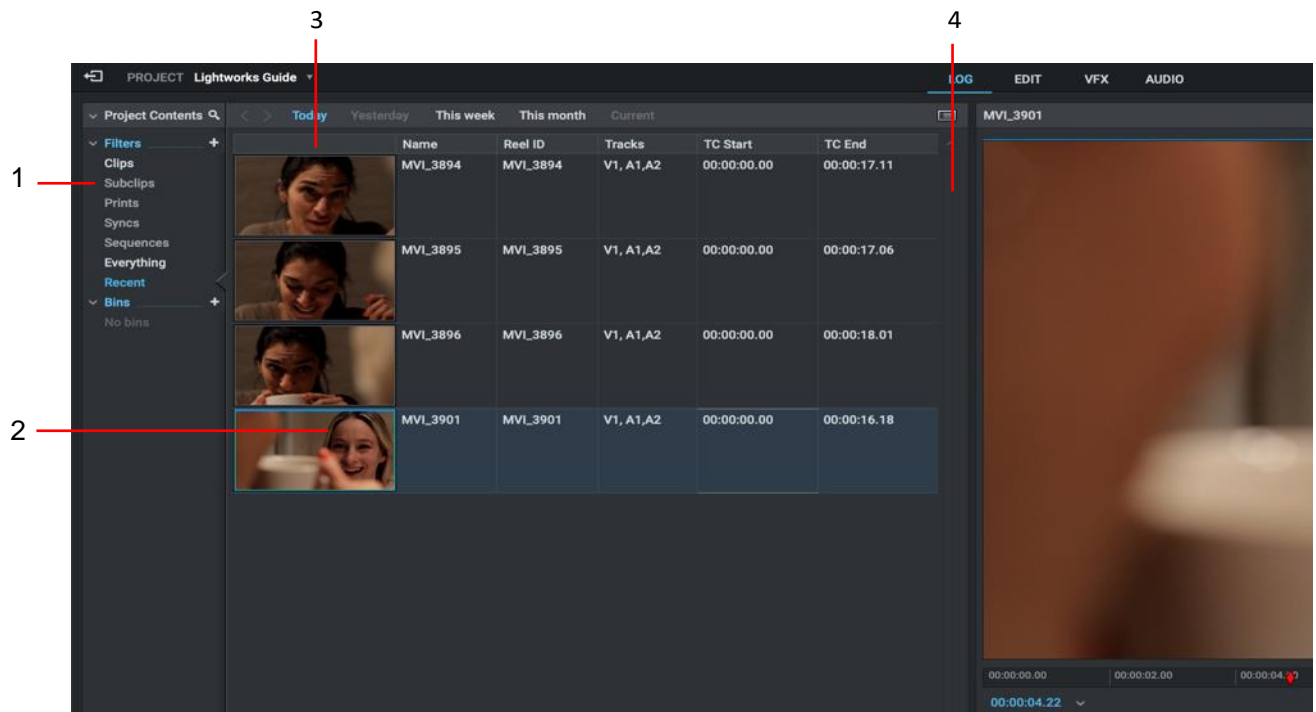 3 4
PROJECT Lightworks Guide
LOG EDIT VFX AUDIO
Project Contents
Today Yesterday This week This month Current
MVI_3901
Filters
Name Reel ID Tracks TC Start TC End
1
Clips
Subclips
Prints
Syncs
Sequences
Everything
Recent
Bins
No bins
MVI_3894 MVI_3894 V1, A1,A2 00:00:00.00 00:00:17.11
MVI_3895 MVI_3895 V1, A1,A2 00:00:00.00 00:00:17.06
MVI_3896 MVI_3896 V1, A1,A2 00:00:00.00 00:00:18.01
2
MVI_3901 MVI_3901 V1, A1,A2 00:00:00.00 00:00:16.18
00:00:00.00 00:00:02.00
00:00:04.22